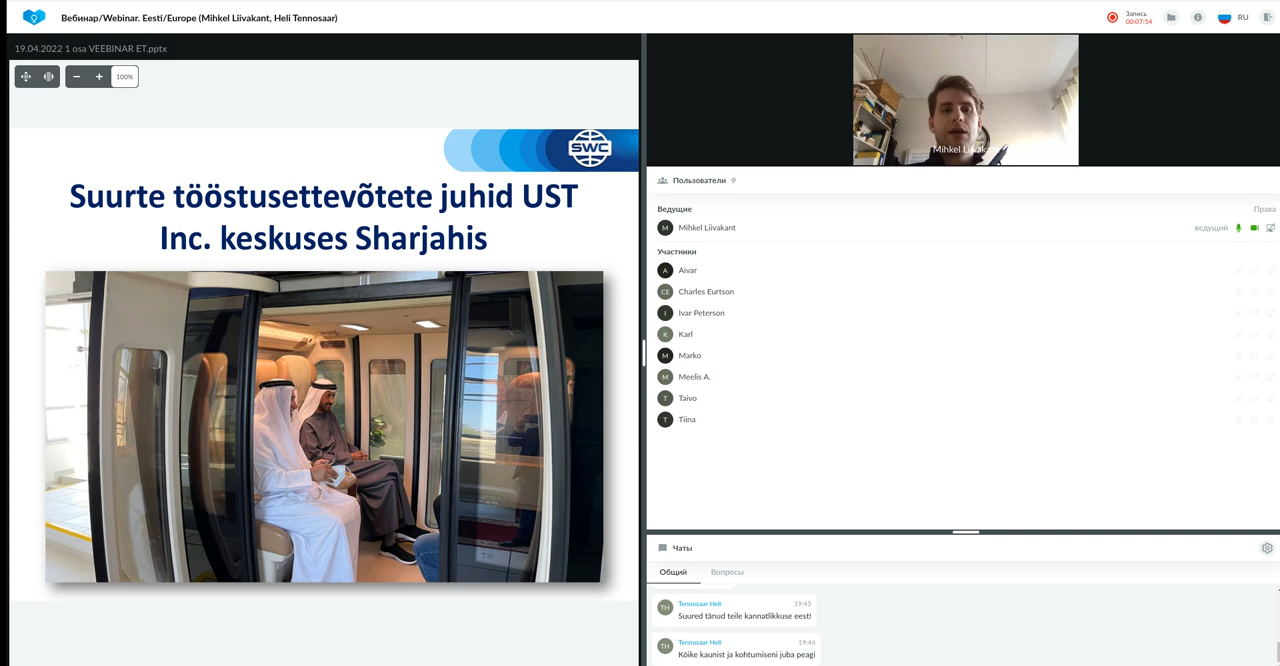 Вебинар/Webinar. Eesti/Europe (Mihkel Liivakant, Heli Tennosaar)
Запись
00:07:54
RU
19.04.2022 1 osa VEEBINAR ET.pptx
100%
SWC
Suurte tööstusettevõtete juhid UST
Inc. keskuses Sharjahis
Mihkel Liivakant
Пользователи 9
Ведущие
Права
M Mihkel Liivakant ведущий
Участники
A Aivar
CE Charles Eurtson
I Ivar Peterson
K Karl
M Marko
M Meelis A.
T Taivo
T Tiina
Чаты
Общий Вопросы
TH Tennosaar Heli 19:45
Suured tänud teile kannatlikkuse eest!
TH Tennosaar Heli 19:46
Kõike kaunist ja kohtumiseni juba peagi